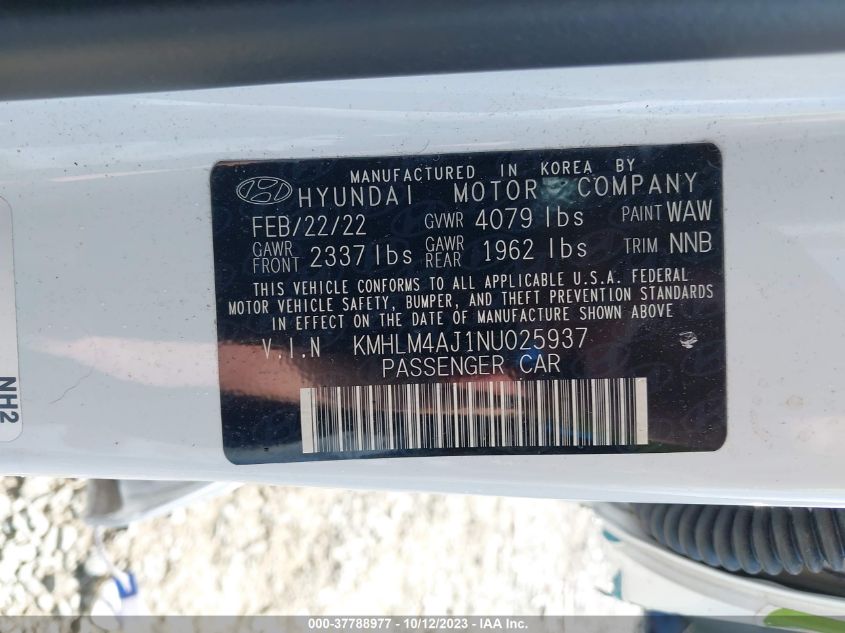 MANUFACTURED IN KOREA BY
HYUNDAI MOTOR COMPANY
FEB/22/22 GVWR 4079 lbs PAINT WAW
GAWR FRONT 2337 lbs GAWR REAR 1962 lbs TRIM NNB
THIS VEHICLE CONFORMS TO ALL APPLICABLE U.S.A. FEDERAL
MOTOR VEHICLE SAFETY, BUMPER, AND THEFT PREVENTION STANDARDS
IN EFFECT ON THE DATE OF MANUFACTURE SHOWN ABOVE
V.I.N KMHLM4AJ1NU025937
PASSENGER CAR
NH2
000-37788977 - 10/12/2023 - IAA Inc.